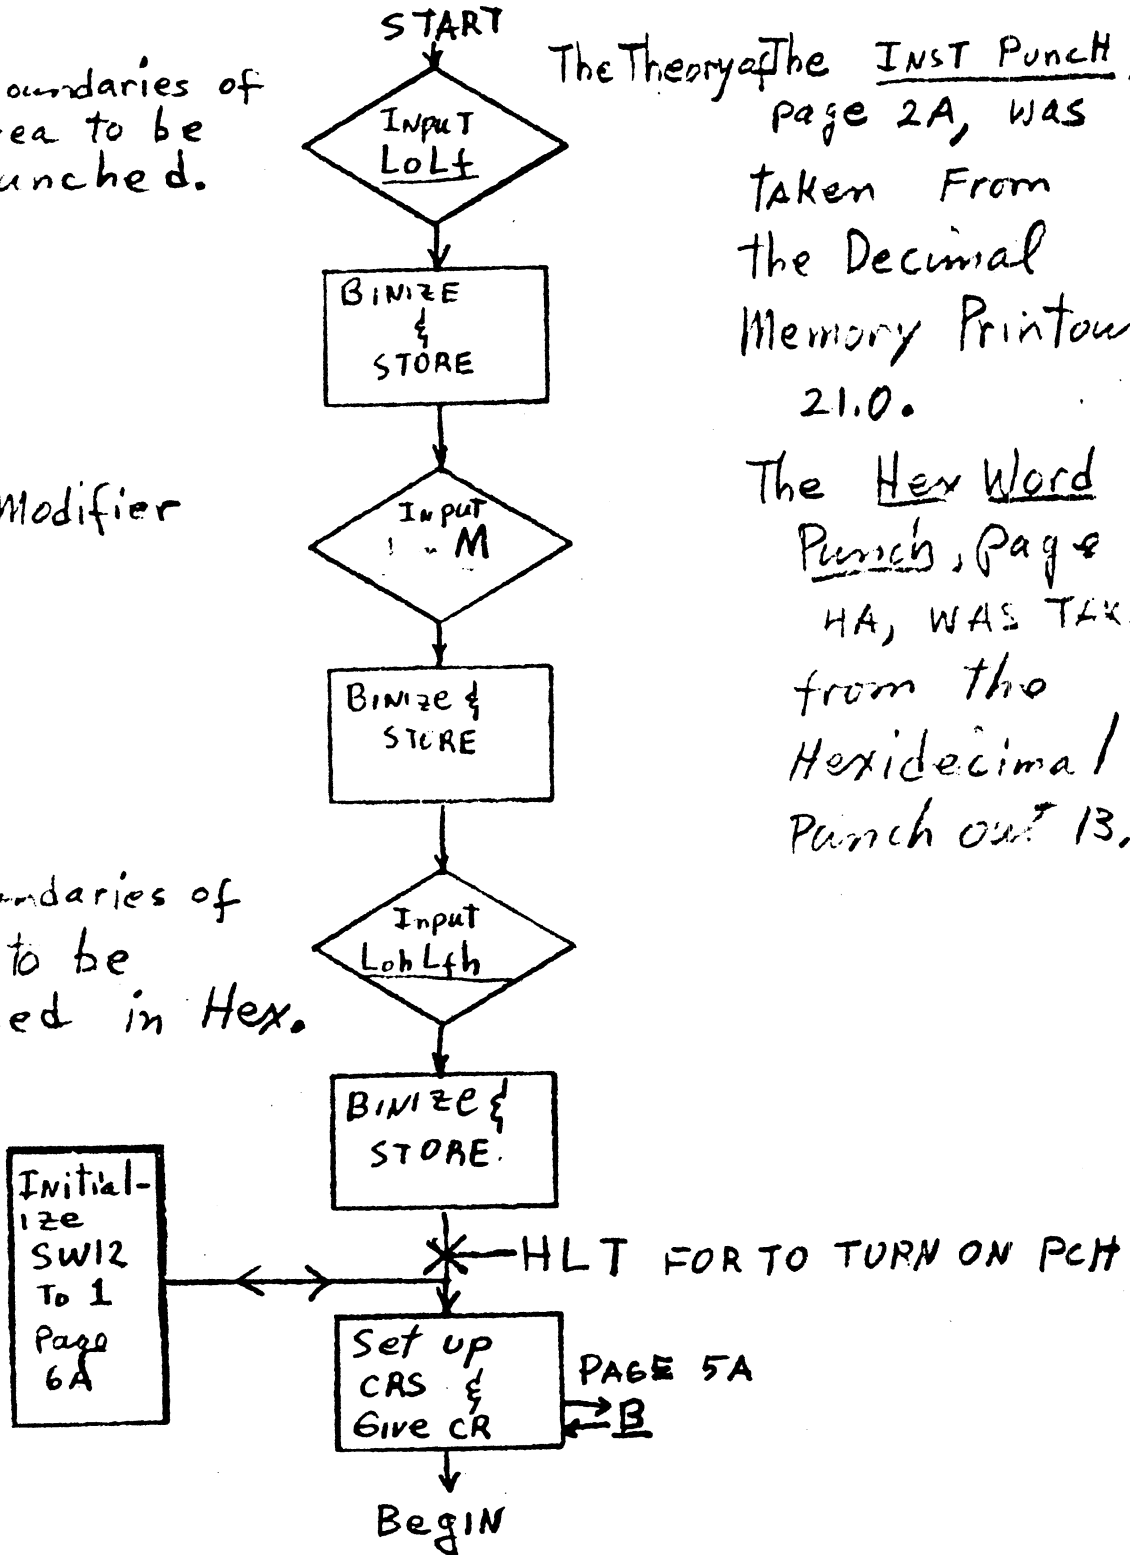 START
oundaries of
ea to be
unched.
INPUT
LoLf
BINIZE
&
STORE
Modifier
INPUT
M
BINIZE &
STORE
ndaries of
to be
ed in Hex.
Input
Loh Lfh
BINIZE &
STORE.
Initial-
ize
SW12
To 1
Page
6A
HLT FOR TO TURN ON PCH
Set up
CRS &
Give CR
PAGE 5A
B
BegIN
The Theory of The INST PUNCH,
page 2A, was
taken From
the Decimal
Memory Printou
21.0.
The Hex Word
Punch, page
4A, WAS TAK
from the
Hexidecimal
Punch out 13.